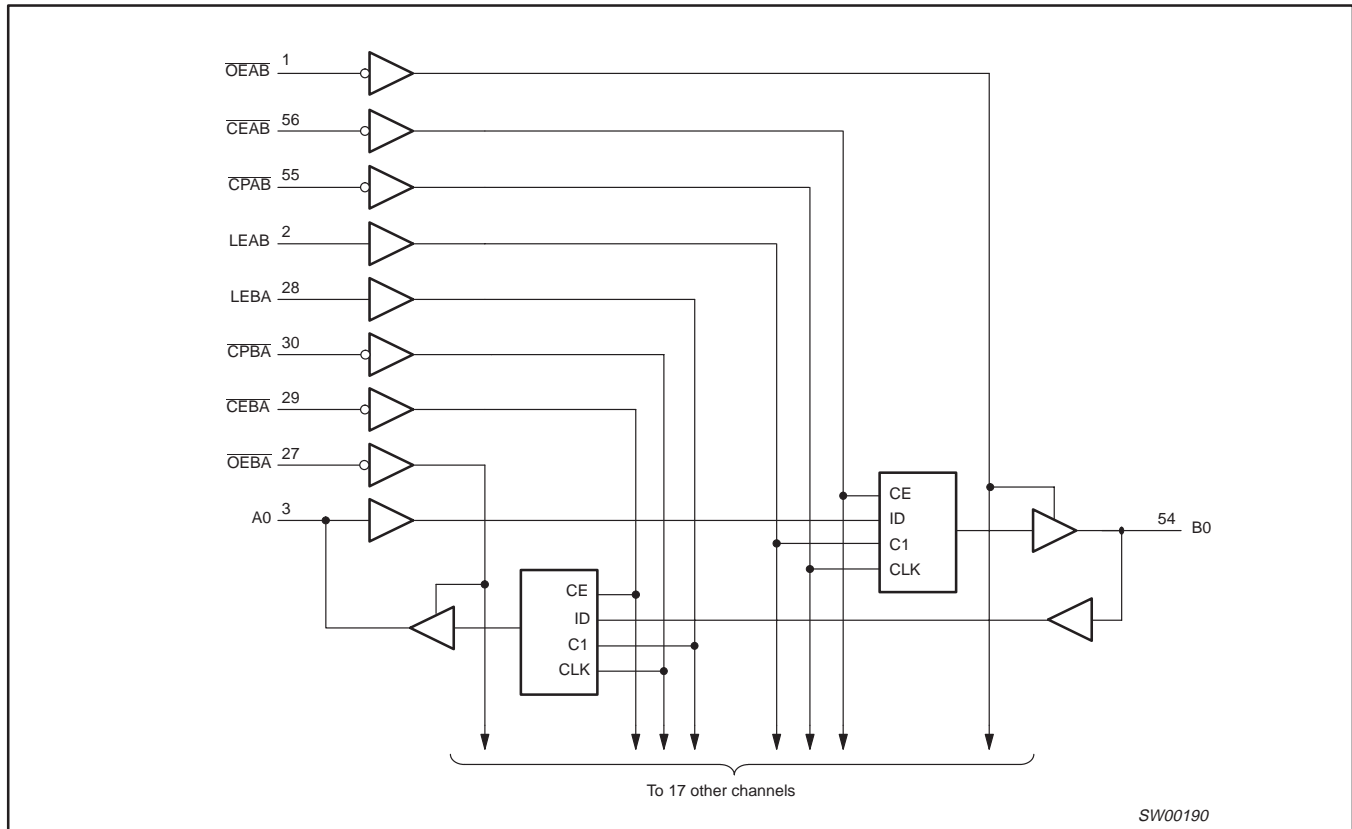 OEAB 1
CEAB 56
CPAB 55
LEAB 2
LEBA 28
CPBA 30
CEBA 29
OEBA 27
A0 3
CE
ID
C1
CLK
54 B0
CE
ID
C1
CLK
To 17 other channels
SW00190